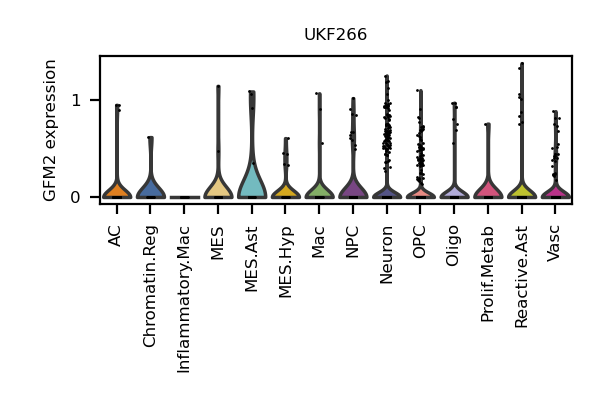 UKF266
GFM2 expression
1
0
AC
Chromatin.Reg
Inflammatory.Mac
MES
MES.Ast
MES.Hyp
Mac
NPC
Neuron
OPC
Oligo
Prolif.Metab
Reactive.Ast
Vasc